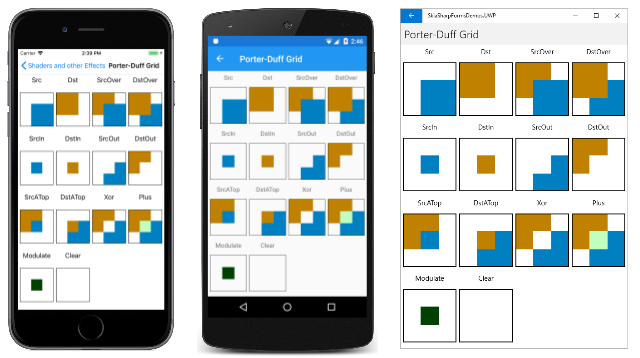 Carrier
2:39 PM
Shaders and other Effects
Porter-Duff Grid
Src
Dst
SrcOver
DstOver
SrcIn
DstIn
SrcOut
DstOut
SrcATop
DstATop
Xor
Plus
Modulate
Clear
2:46
Porter-Duff Grid
Src
Dst
SrcOver
DstOver
SrcIn
DstIn
SrcOut
DstOut
SrcATop
DstATop
Xor
Plus
Modulate
Clear
SkiaSharpFormsDemos.UWP
Porter-Duff Grid
Src
Dst
SrcOver
DstOver
SrcIn
DstIn
SrcOut
DstOut
SrcATop
DstATop
Xor
Plus
Modulate
Clear